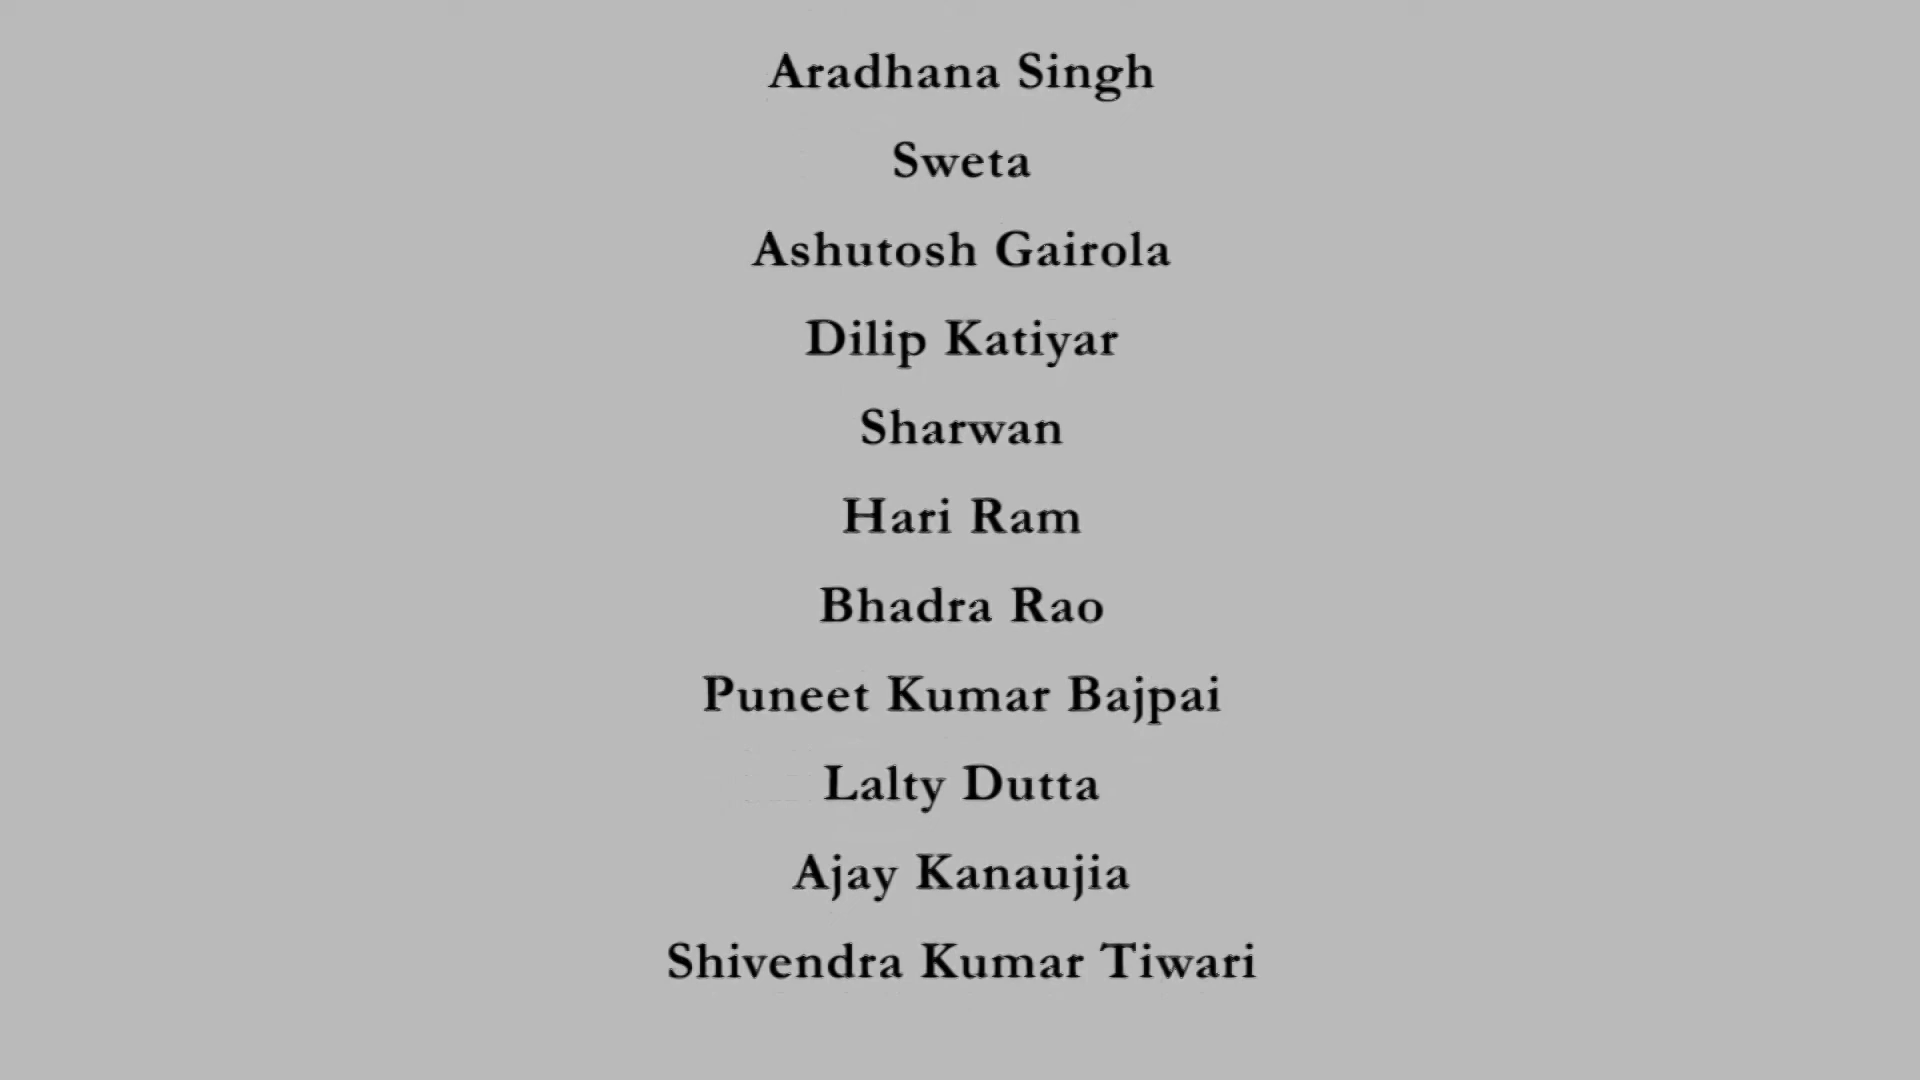 Aradhana Singh
Sweta
Ashutosh Gairola
Dilip Katiyar
Sharwan
Hari Ram
Bhadra Rao
Puneet Kumar Bajpai
Lalty Dutta
Ajay Kanaujia
Shivendra Kumar Tiwari